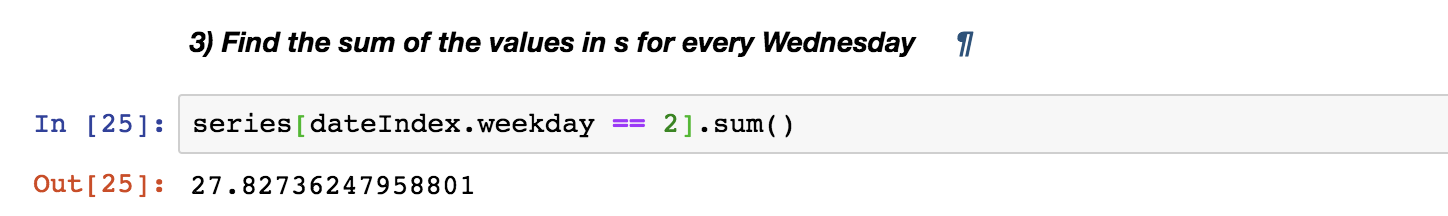 3) Find the sum of the values in s for every Wednesday ¶
In [25]: series[dateIndex.weekday == 2].sum()
Out[25]: 27.82736247958801